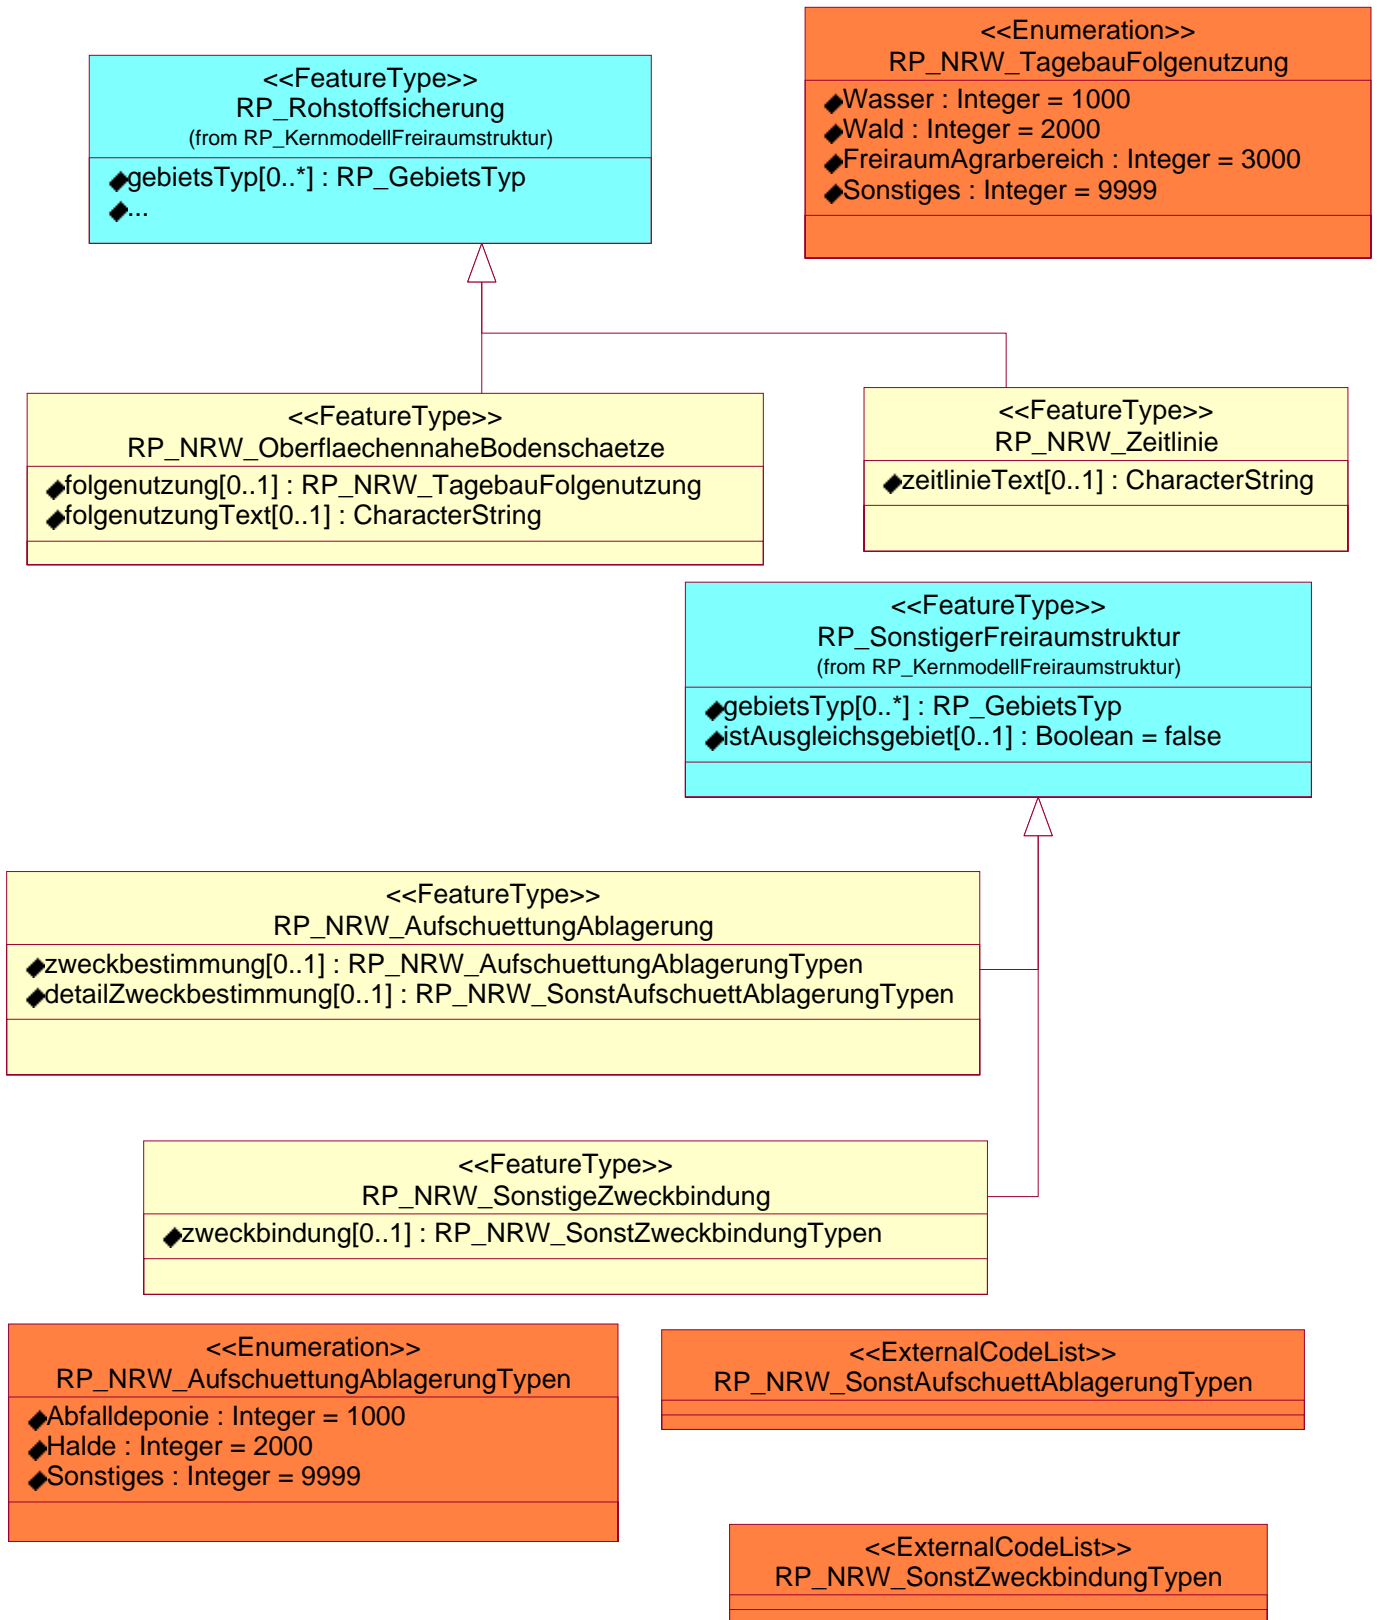 <<Enumeration>>
RP_NRW_TagebauFolgenutzung
Wasser : Integer = 1000
Wald : Integer = 2000
FreiraumAgrarbereich : Integer = 3000
Sonstiges : Integer = 9999
<<FeatureType>>
RP_Rohstoffsicherung
(from RP_KernmodellFreiraumstruktur)
gebietsTyp[0..*] : RP_GebietsTyp
...
<<FeatureType>>
RP_NRW_OberflaechennaheBodenschaetze
folgenutzung[0..1] : RP_NRW_TagebauFolgenutzung
folgenutzungText[0..1] : CharacterString
<<FeatureType>>
RP_NRW_Zeitlinie
zeitlinieText[0..1] : CharacterString
<<FeatureType>>
RP_SonstigerFreiraumstruktur
(from RP_KernmodellFreiraumstruktur)
gebietsTyp[0..*] : RP_GebietsTyp
istAusgleichsgebiet[0..1] : Boolean = false
<<FeatureType>>
RP_NRW_AufschuettungAblagerung
zweckbestimmung[0..1] : RP_NRW_AufschuettungAblagerungTypen
detailZweckbestimmung[0..1] : RP_NRW_SonstAufschuettAblagerungTypen
<<FeatureType>>
RP_NRW_SonstigeZweckbindung
zweckbindung[0..1] : RP_NRW_SonstZweckbindungTypen
<<Enumeration>>
RP_NRW_AufschuettungAblagerungTypen
Abfalldeponie : Integer = 1000
Halde : Integer = 2000
Sonstiges : Integer = 9999
<<ExternalCodeList>>
RP_NRW_SonstAufschuettAblagerungTypen
<<ExternalCodeList>>
RP_NRW_SonstZweckbindungTypen